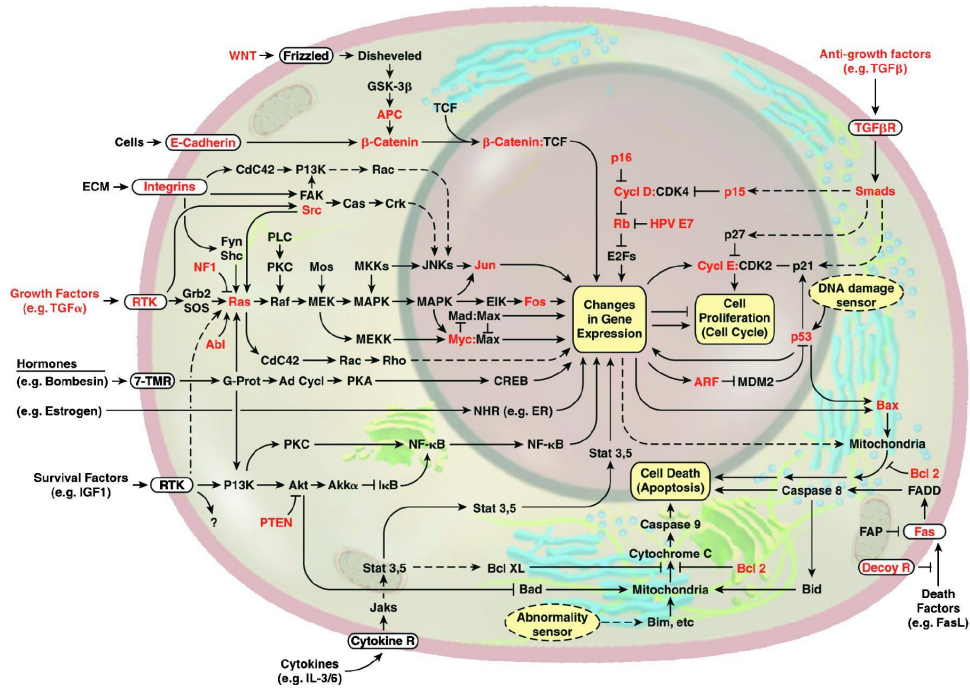 WNT
Frizzled
Disheveled
GSK-3β
APC
TCF
Cells
E-Cadherin
β-Catenin
β-Catenin:TCF
Anti-growth factors
(e.g. TGFβ)
TGFβR
p16
Cycl D:CDK4
p15
Smads
ECM
Integrins
CdC42
P13K
Rac
FAK
Src
Cas
Crk
Rb
HPV E7
E2Fs
p27
Cycl E:CDK2
p21
Fyn
Shc
PLC
NF1
PKC
Mos
MKKs
JNKs
Jun
Growth Factors
(e.g. TGFα)
RTK
Grb2
SOS
Ras
Raf
MEK
MAPK
MAPK
ElK
Fos
Mad:Max
MEKK
Myc:Max
Abl
CdC42
Rac
Rho
Changes
in Gene
Expression
Cell
Proliferation
(Cell Cycle)
DNA damage
sensor
p53
ARF
MDM2
Bax
Hormones
(e.g. Bombesin)
7-TMR
G-Prot
Ad Cycl
PKA
CREB
(e.g. Estrogen)
NHR (e.g. ER)
PKC
NF-κB
NF-κB
Stat 3,5
Mitochondria
Survival Factors
(e.g. IGF1)
RTK
P13K
Akt
Akkα
IκB
?
PTEN
Stat 3,5
Cell Death
(Apoptosis)
Bcl 2
Caspase 8
FADD
Caspase 9
FAP
Fas
Cytochrome C
Stat 3,5
Bcl XL
Bcl 2
Decoy R
Bad
Mitochondria
Bid
Death
Factors
(e.g. FasL)
Jaks
Abnormality
sensor
Bim, etc
Cytokine R
Cytokines
(e.g. IL-3/6)